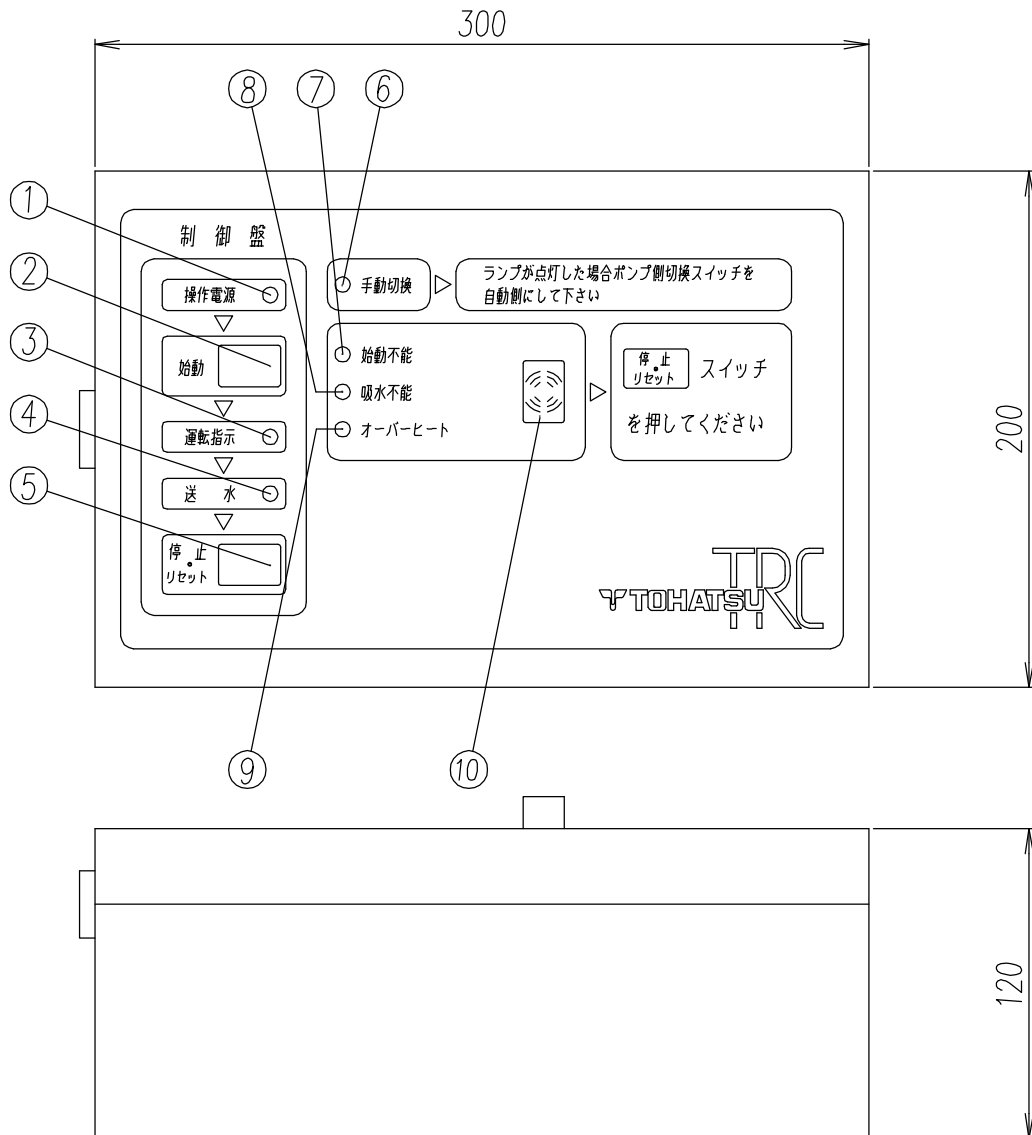 300
⑧ ⑦ ⑥
①
②
③
④
⑤
制御盤
操作電源
始動
運転指示
送 水
停・止
リセット
手動切換
ランプが点灯した場合ポンプ側切換スイッチを
自動側にして下さい
始動不能
吸水不能
オーバーヒート
停・止
リセット
スイッチ
を押してください
TRC
TOHATSU
200
⑨ ⑩
120